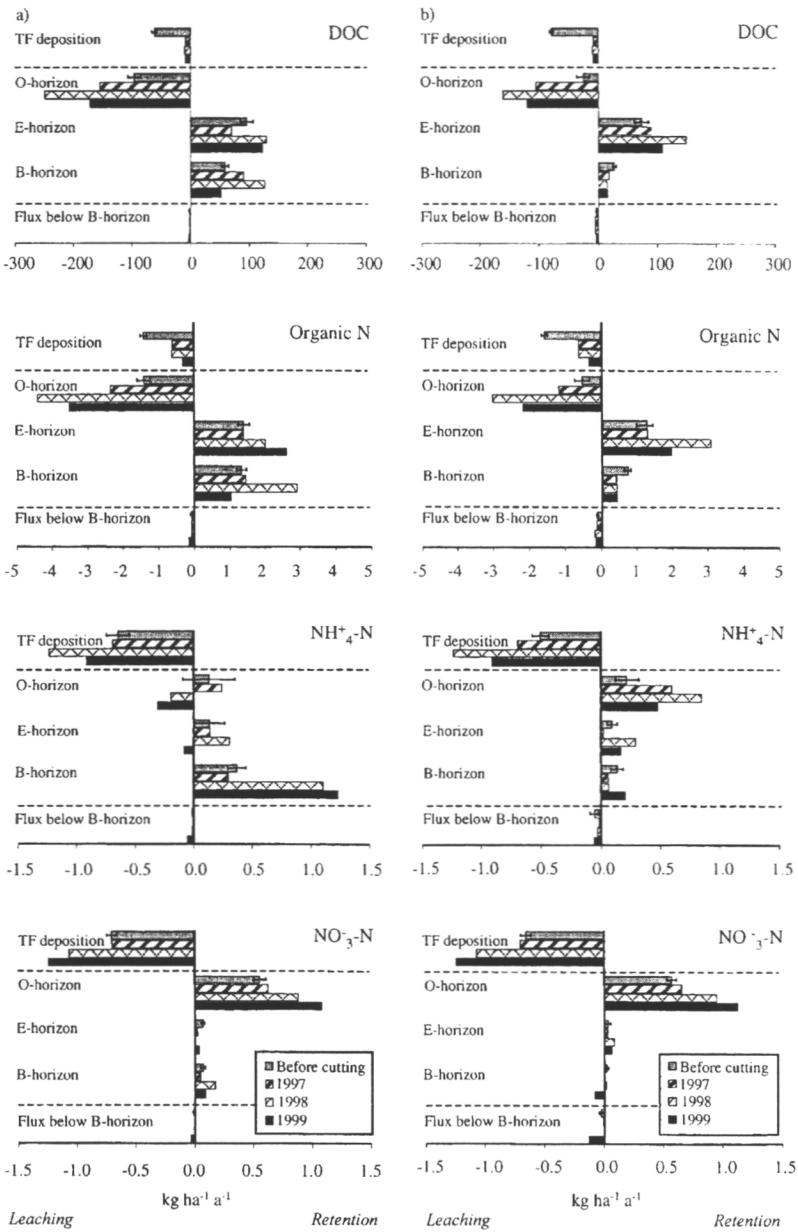 a)
DOC
TF deposition
O-horizon
E-horizon
B-horizon
Flux below B-horizon
-300 -200 -100 0 100 200 300
Organic N
TF deposition
O-horizon
E-horizon
B-horizon
Flux below B-horizon
-5 -4 -3 -2 -1 0 1 2 3 4 5
NH⁺₄-N
TF deposition
O-horizon
E-horizon
B-horizon
Flux below B-horizon
-1.5 -1.0 -0.5 0.0 0.5 1.0 1.5
NO⁻₃-N
TF deposition
O-horizon
E-horizon
B-horizon
Flux below B-horizon
Before cutting
1997
1998
1999
-1.5 -1.0 -0.5 0.0 0.5 1.0 1.5
kg ha⁻¹ a⁻¹
Leaching Retention
b)
DOC
TF deposition
O-horizon
E-horizon
B-horizon
Flux below B-horizon
-300 -200 -100 0 100 200 300
Organic N
TF deposition
O-horizon
E-horizon
B-horizon
Flux below B-horizon
-5 -4 -3 -2 -1 0 1 2 3 4 5
NH⁺₄-N
TF deposition
O-horizon
E-horizon
B-horizon
Flux below B-horizon
-1.5 -1.0 -0.5 0.0 0.5 1.0 1.5
NO⁻₃-N
TF deposition
O-horizon
E-horizon
B-horizon
Flux below B-horizon
Before cutting
1997
1998
1999
-1.5 -1.0 -0.5 0.0 0.5 1.0 1.5
kg ha⁻¹ a⁻¹
Leaching Retention